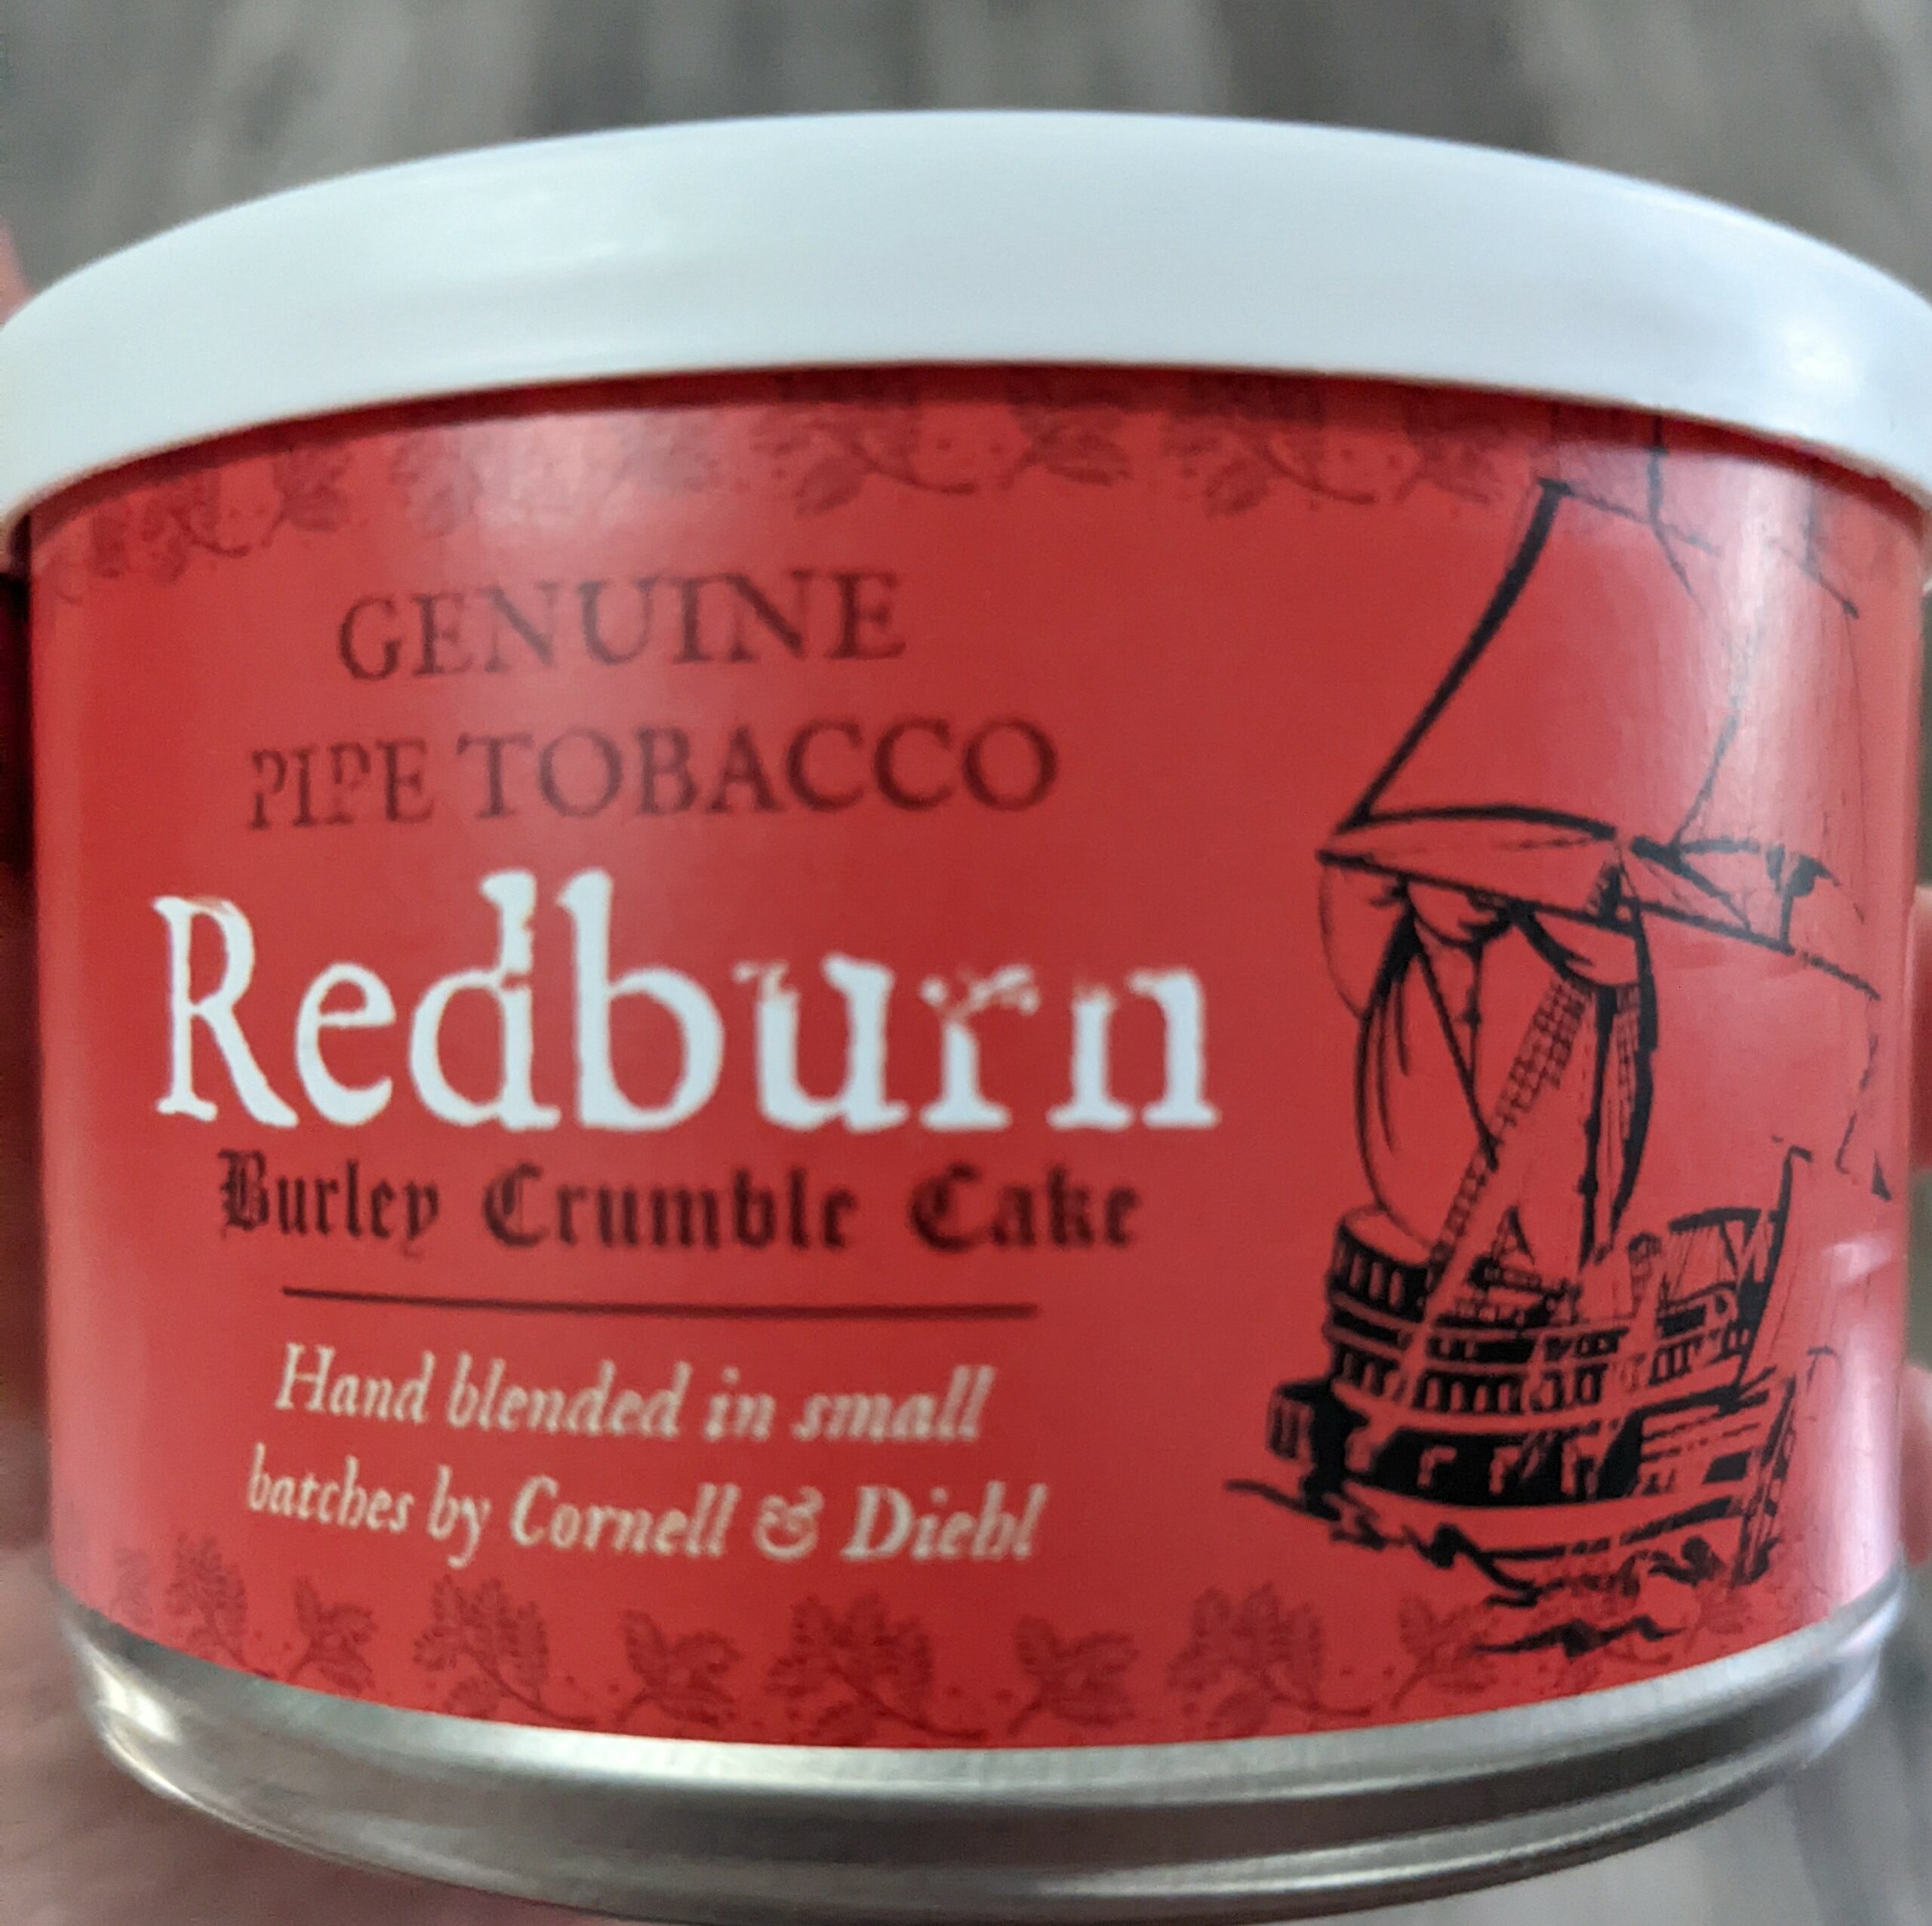 GENUINE
PIPE TOBACCO
Redburn
Burley Crumble Cake
Hand blended in small
batches by Cornell & Diehl